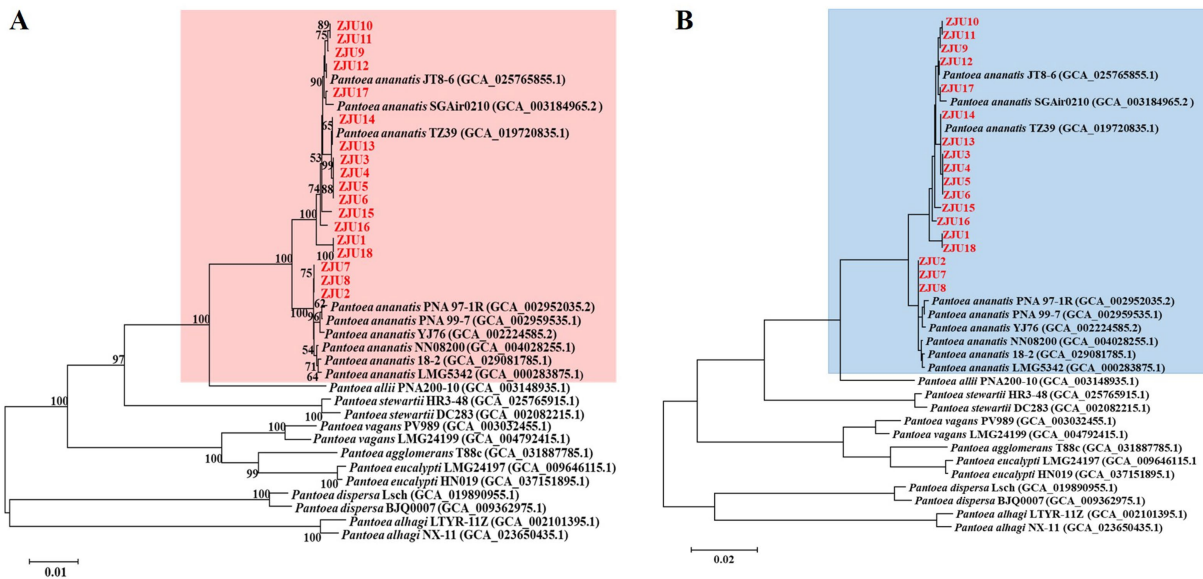 A
89
75
ZJU10
ZJU11
ZJU9
ZJU12
90
Pantoea ananatis JT8-6 (GCA_025765855.1)
ZJU17
Pantoea ananatis SGAir0210 (GCA_003184965.2)
65
ZJU14
Pantoea ananatis TZ39 (GCA_019720835.1)
ZJU13
53
99
ZJU3
ZJU4
74
88
ZJU5
ZJU6
ZJU15
100
ZJU16
ZJU1
100
ZJU18
100
75
ZJU7
ZJU8
ZJU2
62
Pantoea ananatis PNA 97-1R (GCA_002952035.2)
100
96
Pantoea ananatis PNA 99-7 (GCA_002959535.1)
Pantoea ananatis YJ76 (GCA_002224585.2)
54
Pantoea ananatis NN08200 (GCA_004028255.1)
71
Pantoea ananatis 18-2 (GCA_029081785.1)
64
Pantoea ananatis LMG5342 (GCA_000283875.1)
100
Pantoea allii PNA200-10 (GCA_003148935.1)
97
Pantoea stewartii HR3-48 (GCA_025765915.1)
100
Pantoea stewartii DC283 (GCA_002082215.1)
100
100
Pantoea vagans PV989 (GCA_003032455.1)
Pantoea vagans LMG24199 (GCA_004792415.1)
100
Pantoea agglomerans T88c (GCA_031887785.1)
99
Pantoea eucalypti LMG24197 (GCA_009646115.1)
100
Pantoea eucalypti HN019 (GCA_037151895.1)
100
Pantoea dispersa Lsch (GCA_019890955.1)
Pantoea dispersa BJQ0007 (GCA_009362975.1)
Pantoea alhagi LTYR-11Z (GCA_002101395.1)
100
Pantoea alhagi NX-11 (GCA_023650435.1)
0.01
B
ZJU10
ZJU11
ZJU9
ZJU12
Pantoea ananatis JT8-6 (GCA_025765855.1)
ZJU17
Pantoea ananatis SGAir0210 (GCA_003184965.2)
ZJU14
Pantoea ananatis TZ39 (GCA_019720835.1)
ZJU13
ZJU3
ZJU4
ZJU5
ZJU6
ZJU15
ZJU16
ZJU1
ZJU18
ZJU2
ZJU7
ZJU8
Pantoea ananatis PNA 97-1R (GCA_002952035.2)
Pantoea ananatis PNA 99-7 (GCA_002959535.1)
Pantoea ananatis YJ76 (GCA_002224585.2)
Pantoea ananatis NN08200 (GCA_004028255.1)
Pantoea ananatis 18-2 (GCA_029081785.1)
Pantoea ananatis LMG5342 (GCA_000283875.1)
Pantoea allii PNA200-10 (GCA_003148935.1)
Pantoea stewartii HR3-48 (GCA_025765915.1)
Pantoea stewartii DC283 (GCA_002082215.1)
Pantoea vagans PV989 (GCA_003032455.1)
Pantoea vagans LMG24199 (GCA_004792415.1)
Pantoea agglomerans T88c (GCA_031887785.1)
Pantoea eucalypti LMG24197 (GCA_009646115.1
Pantoea eucalypti HN019 (GCA_037151895.1)
Pantoea dispersa Lsch (GCA_019890955.1)
Pantoea dispersa BJQ0007 (GCA_009362975.1)
Pantoea alhagi LTYR-11Z (GCA_002101395.1)
Pantoea alhagi NX-11 (GCA_023650435.1)
0.02